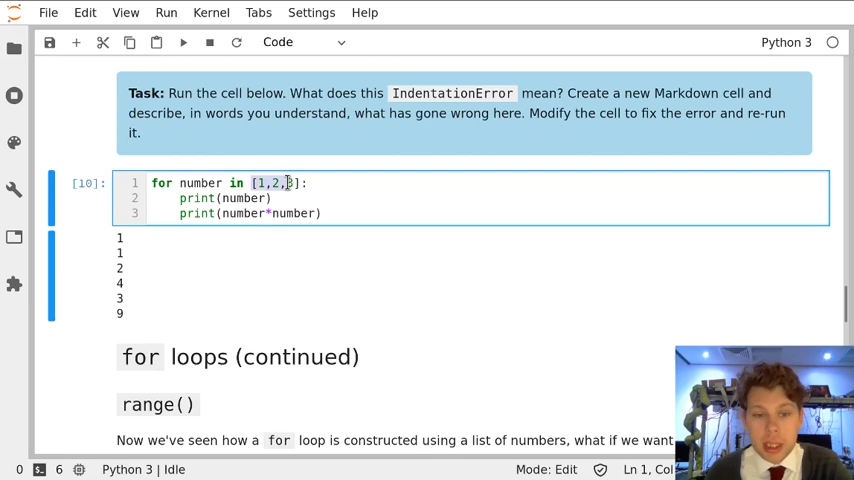 File Edit View Run Kernel Tabs Settings Help
Code
Python 3
Task: Run the cell below. What does this IndentationError mean? Create a new Markdown cell and
describe, in words you understand, what has gone wrong here. Modify the cell to fix the error and re-run
it.
[10]:
1 for number in [1,2,3]:
2 print(number)
3 print(number*number)
1
1
2
4
3
9
for loops (continued)
range()
Now we've seen how a for loop is constructed using a list of numbers, what if we want
0 6 Python 3 | Idle Mode: Edit Ln 1, Col